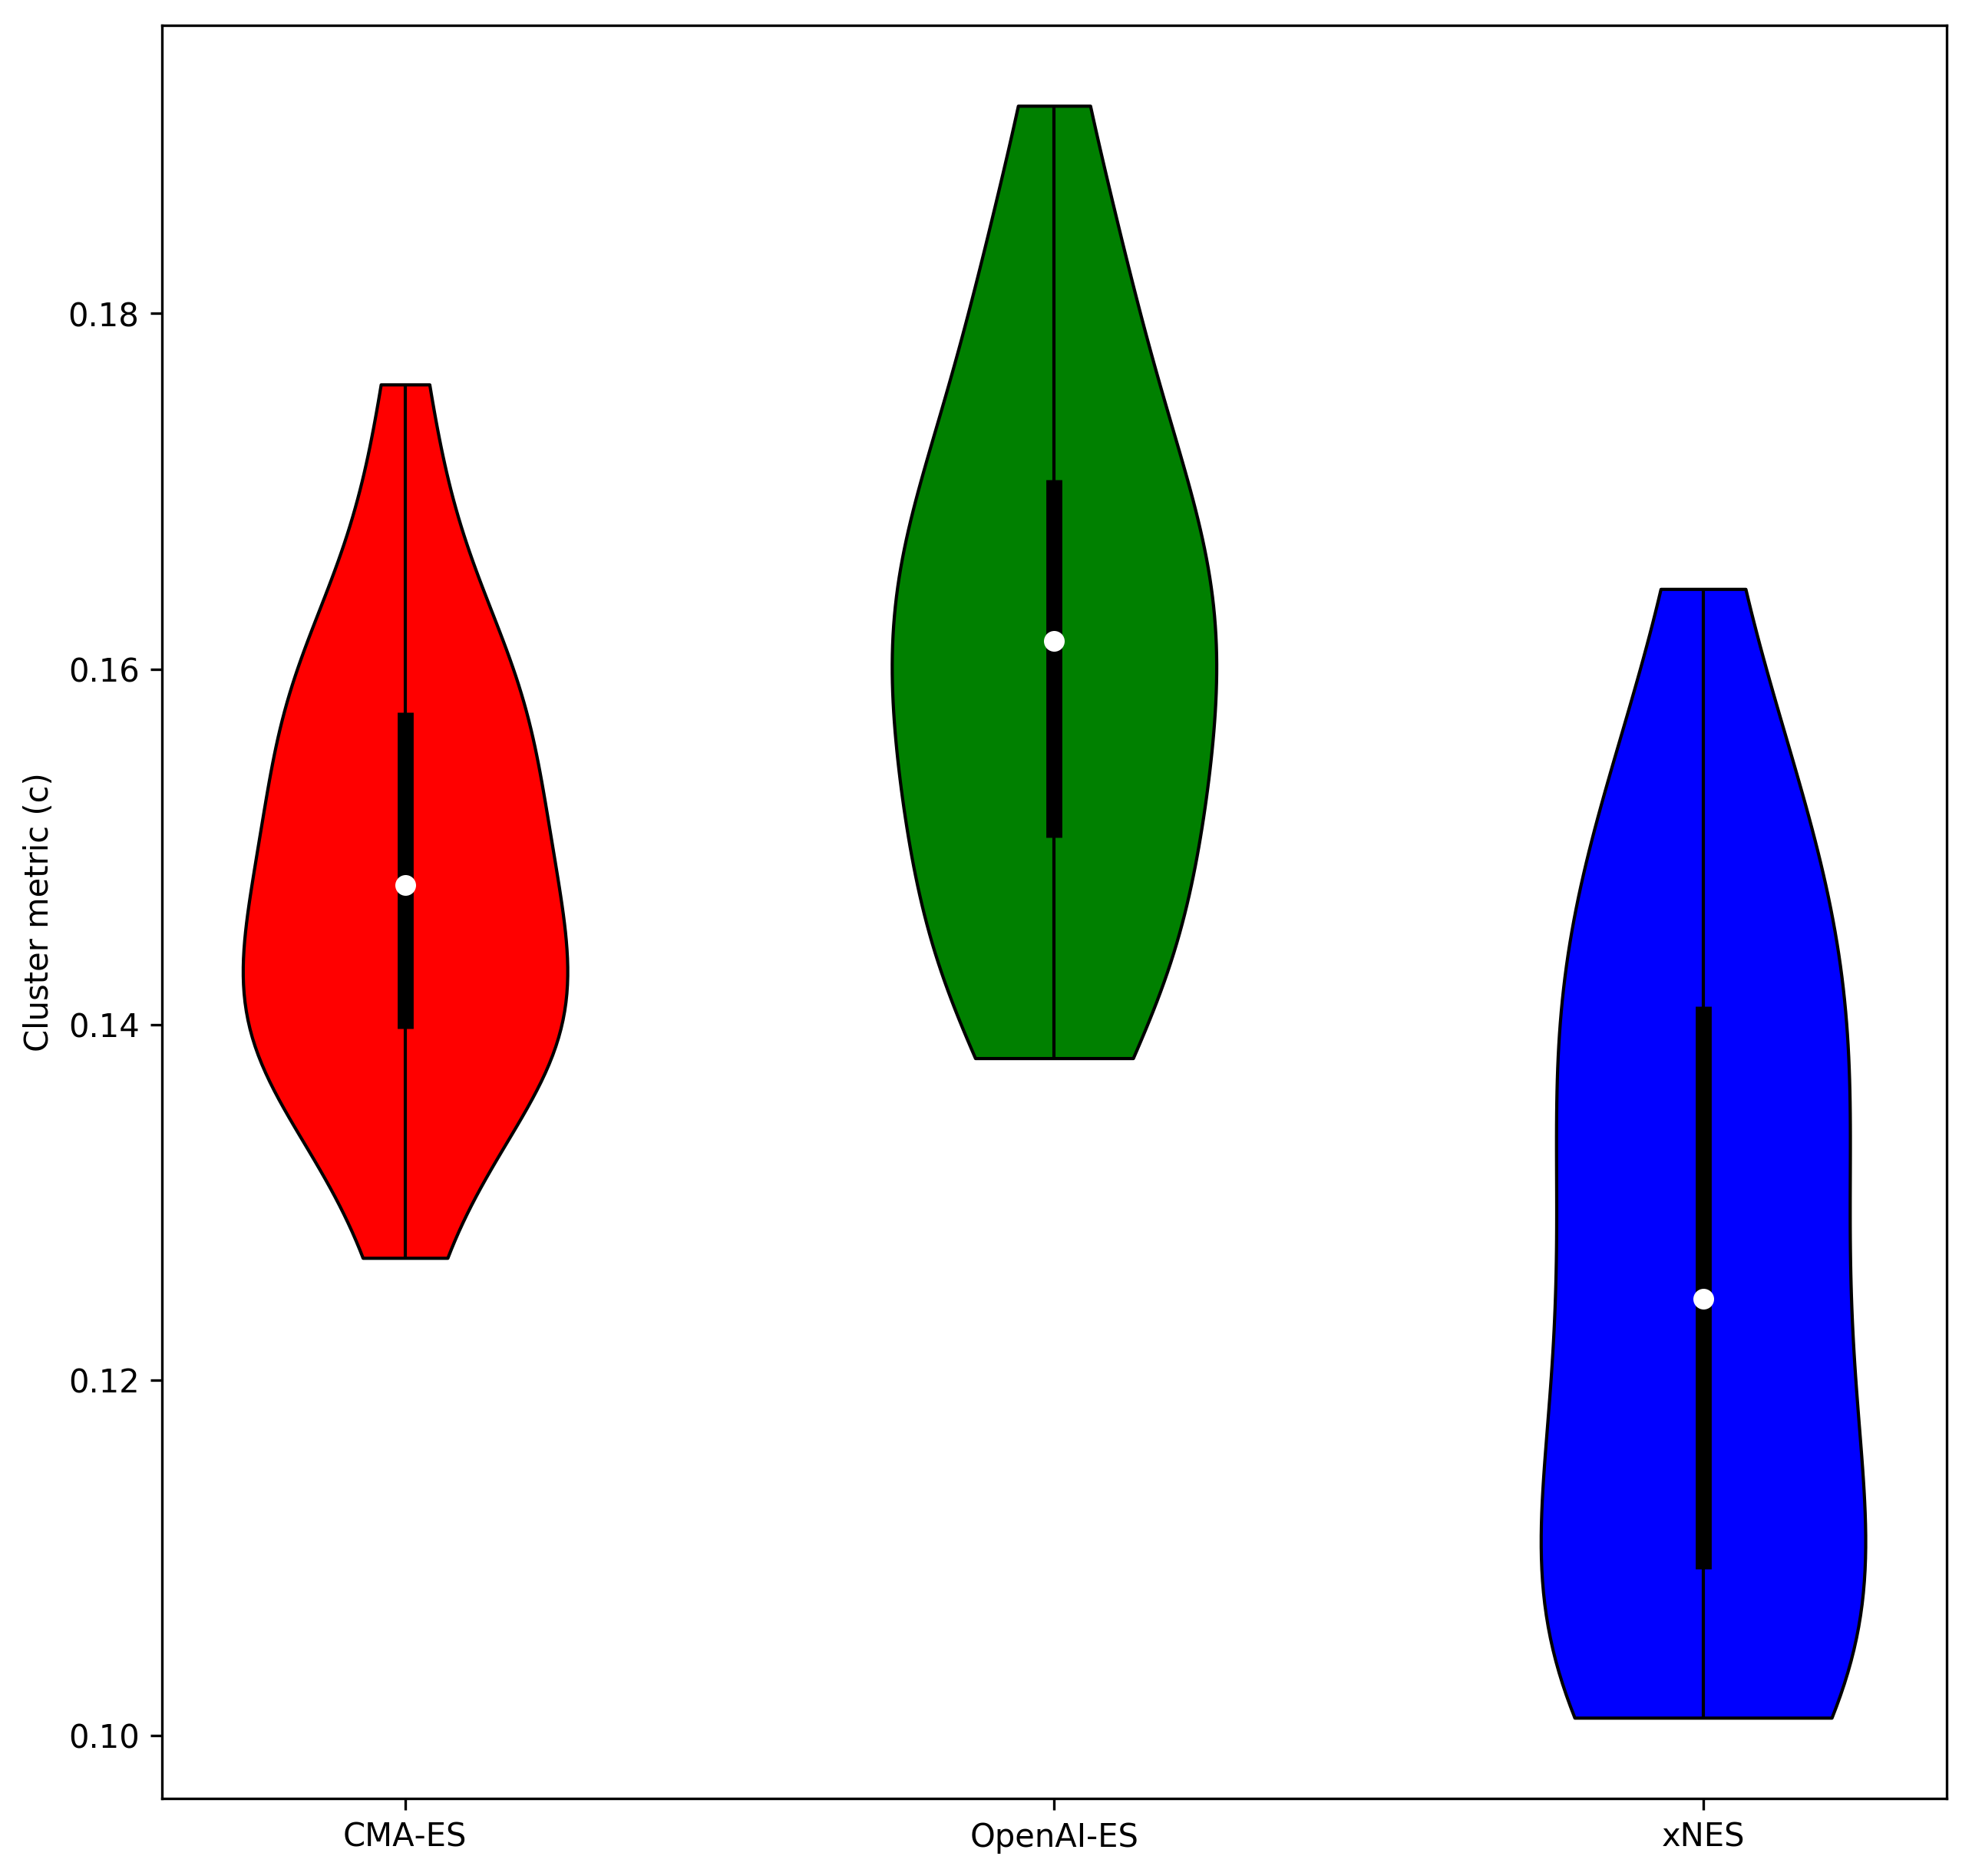 Cluster metric (c)
0.18
0.16
0.14
0.12
0.10
CMA-ES
OpenAI-ES
xNES